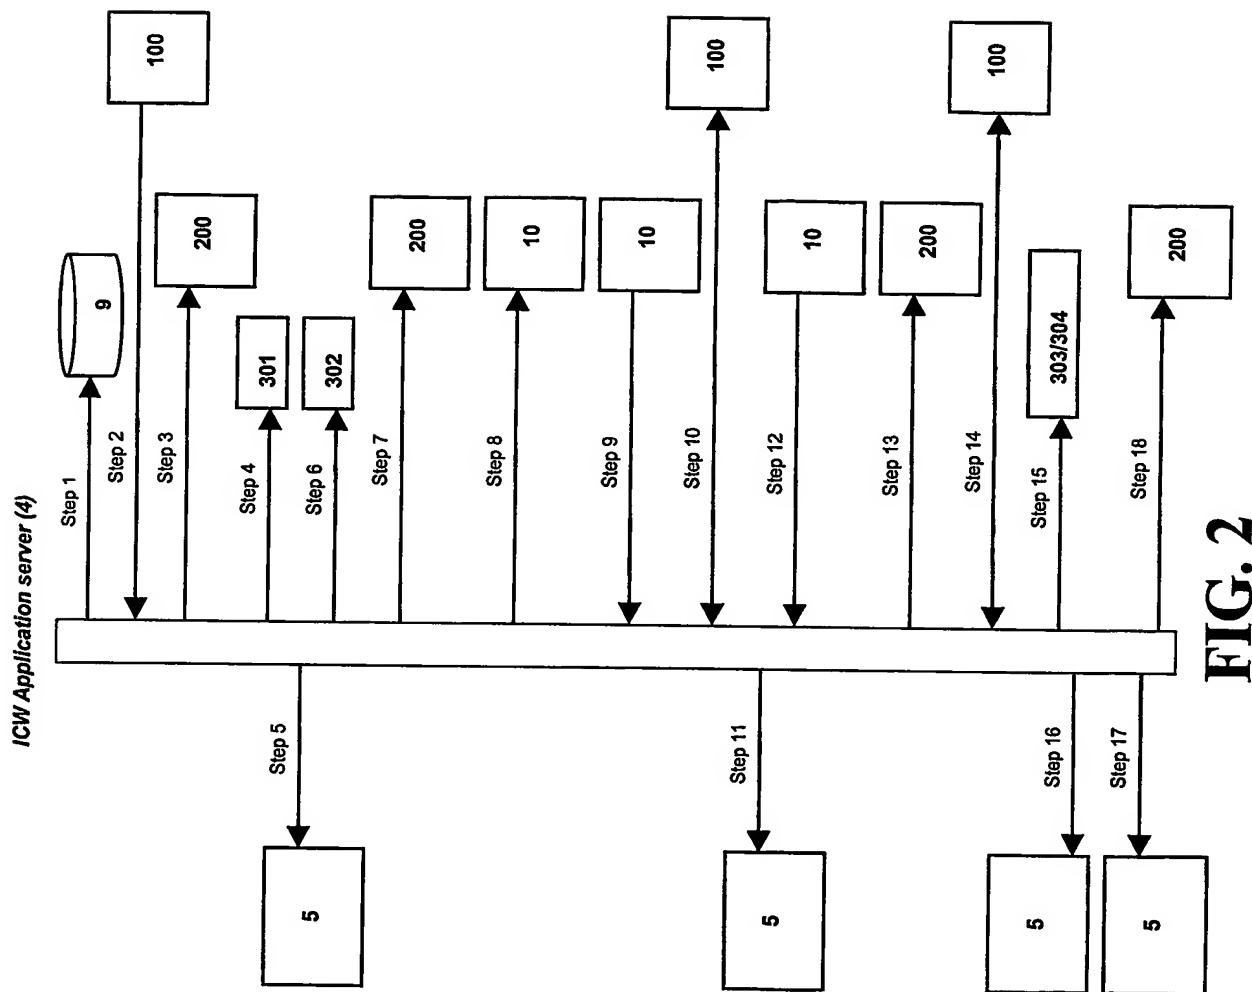 ICW Application server (4)
Step 1
9
Step 2
100
Step 3
200
Step 4
301
Step 5
5
Step 6
302
Step 7
200
Step 8
10
Step 9
10
Step 10
100
Step 11
5
Step 12
10
Step 13
200
Step 14
100
Step 15
303/304
Step 16
5
Step 17
5
Step 18
200
FIG. 2